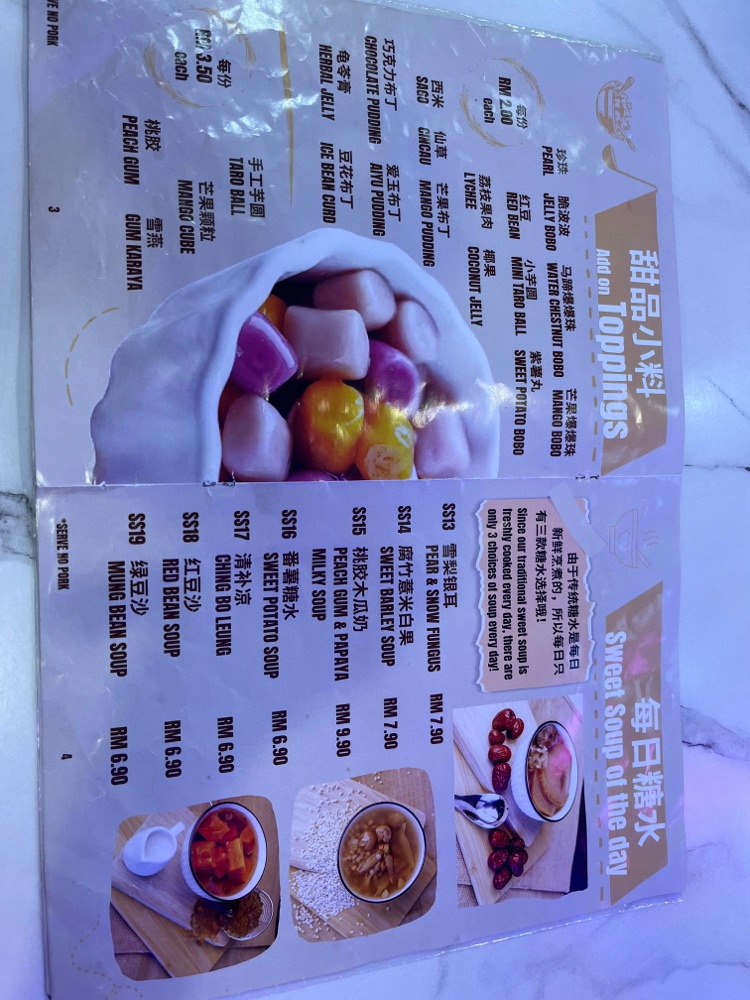 甜品小料
Add on Toppings
每份
RM 2.00
each
珍珠 脆波波 马蹄爆爆珠 芒果爆爆珠
PEARL JELLY BOBO WATER CHESTNUT BOBO MANGO BOBO
红豆 小芋圆 紫薯丸
RED BEAN MINI TARO BALL SWEET POTATO BOBO
荔枝果肉 椰果
LYCHEE COCONUT JELLY
西米 仙草 芒果布丁
SAGO CINCAU MANGO PUDDING
巧克力布丁 爱玉布丁
CHOCOLATE PUDDING AIYU PUDDING
龟苓膏 豆花布丁
HERBAL JELLY ICE BEAN CURD
每份
RM 3.50
each
手工芋圆
TARO BALL
芒果颗粒
MANGO CUBE
桃胶 雪燕
PEACH GUM GUM KARAYA
3
VE NO PORK
每日糖水
Sweet Soup of the day
由于传统糖水是每日
新鲜烹煮的，所以每日只
有三款糖水选择哦！
Since our traditional sweet soup is
freshly cooked every day, there are
only 3 choices of soup every day!
SS13 雪梨银耳
PEAR & SNOW FUNGUS RM 7.90
SS14 腐竹薏米白果
SWEET BARLEY SOUP RM 7.90
SS15 桃胶木瓜奶
PEACH GUM & PAPAYA
MILKY SOUP RM 9.90
SS16 番薯糖水
SWEET POTATO SOUP RM 6.90
SS17 清补凉
CHING BO LEUNG RM 6.90
SS18 红豆沙
RED BEAN SOUP RM 6.90
SS19 绿豆沙
MUNG BEAN SOUP RM 6.90
*SERVE NO PORK
4